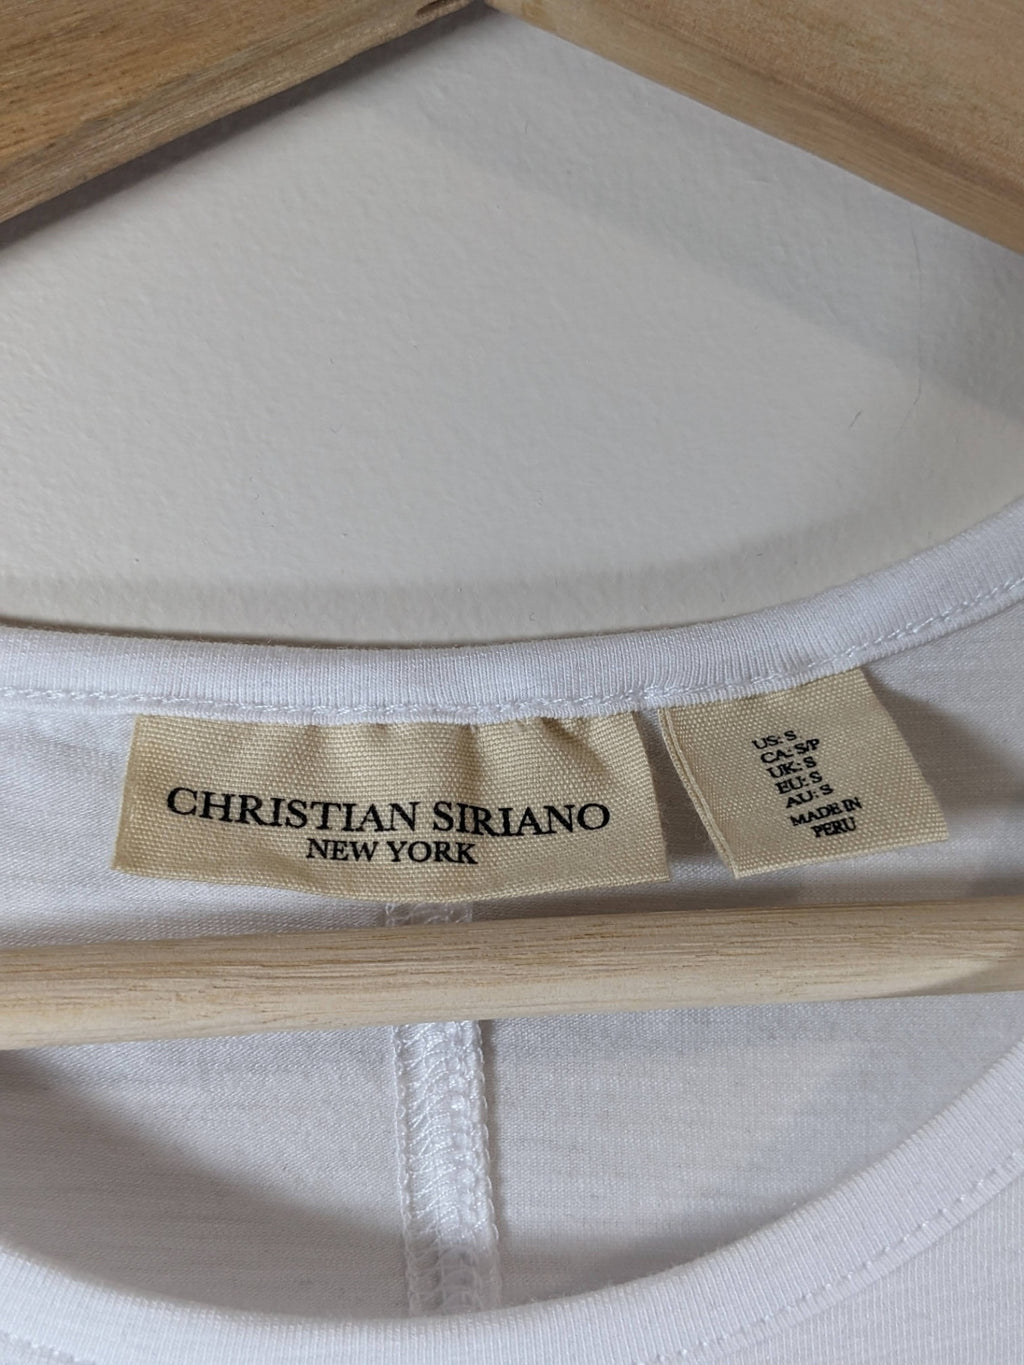 CHRISTIAN SIRIANO
NEW YORK
US: S
CA: S/P
UK: S
EU: S
AU: S
MADE IN
PERU